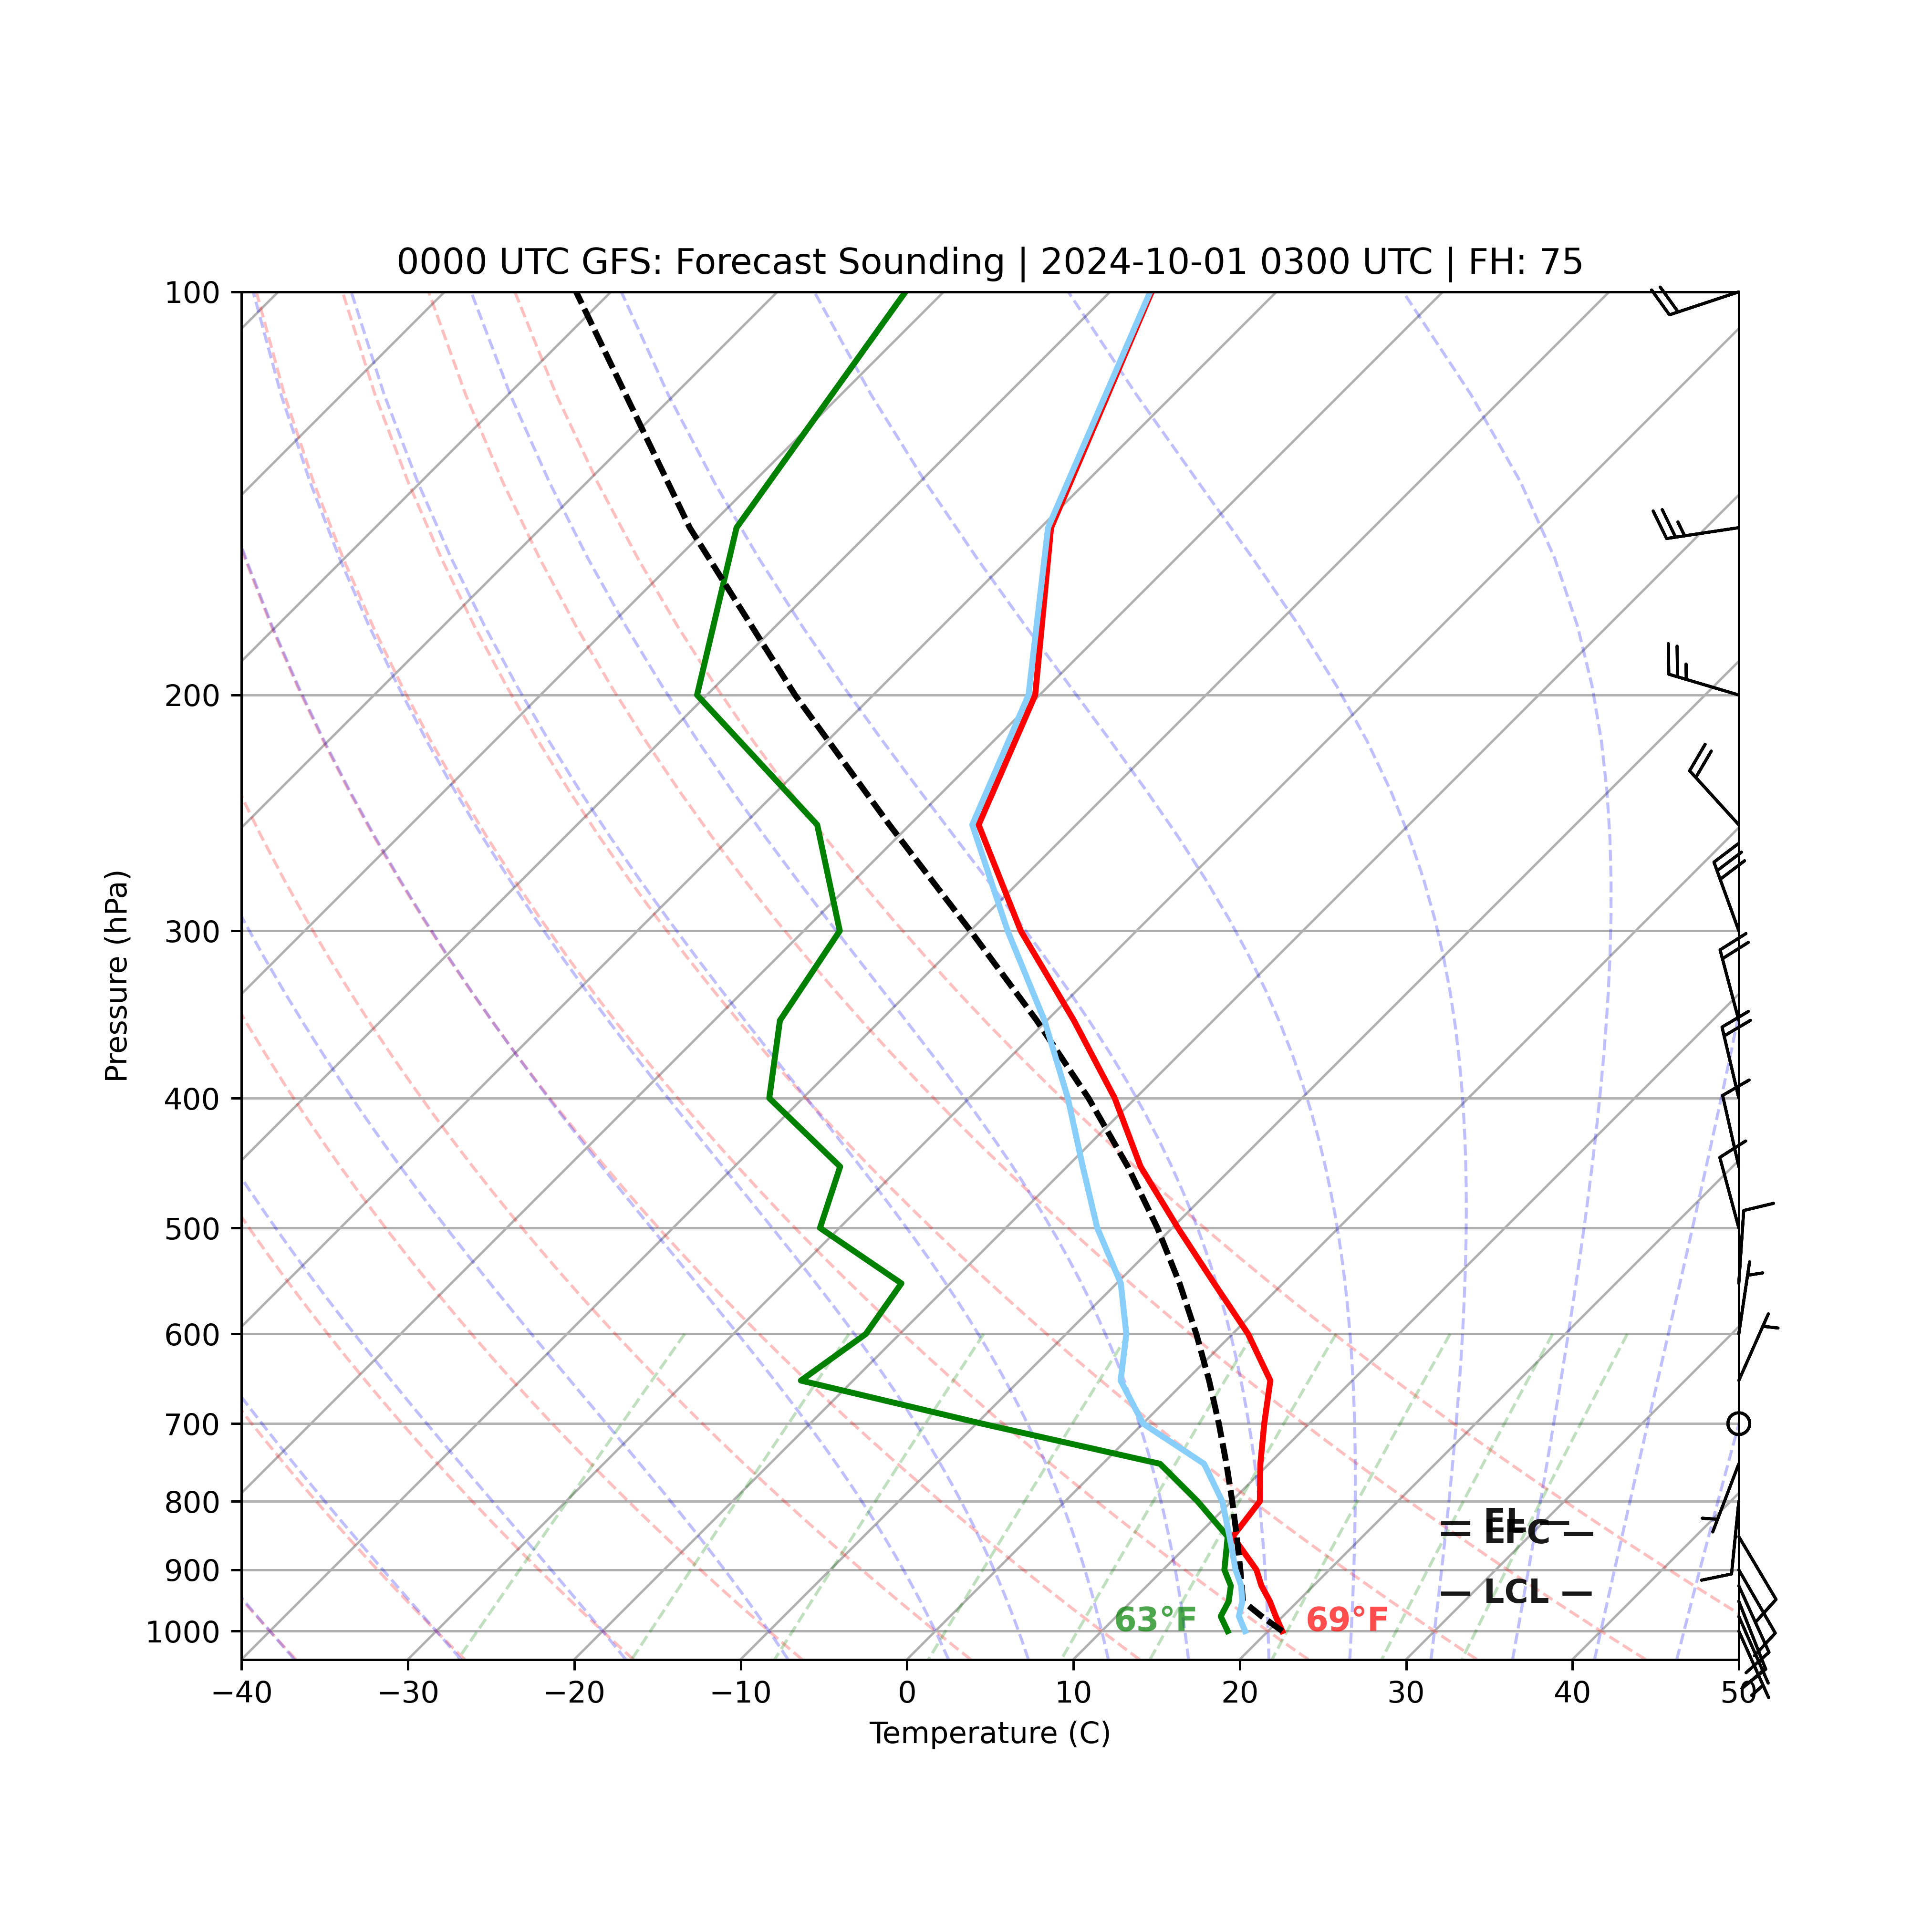 0000 UTC GFS: Forecast Sounding | 2024-10-01 0300 UTC | FH: 75
100
200
300
400
500
600
700
800
900
1000
Pressure (hPa)
— EL —
— LFC —
— LCL —
63°F
69°F
−40 −30 −20 −10 0 10 20 30 40 50
Temperature (C)